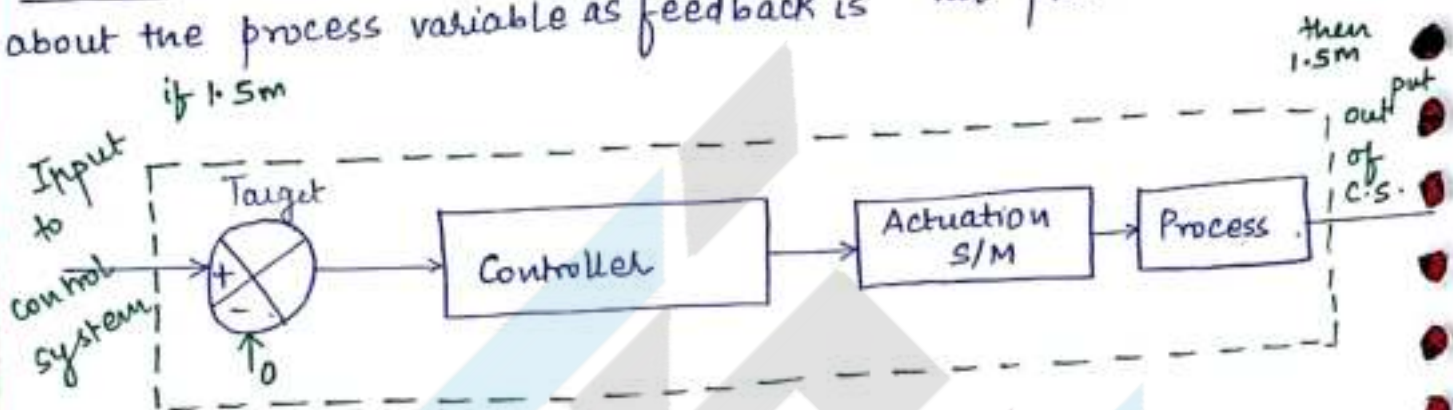 about the process variable as feedback is
if 1.5m
then
1.5m
Input
to
control
system
Target
+
-
0
Controller
Actuation
S/M
Process
out put
of
C.S.